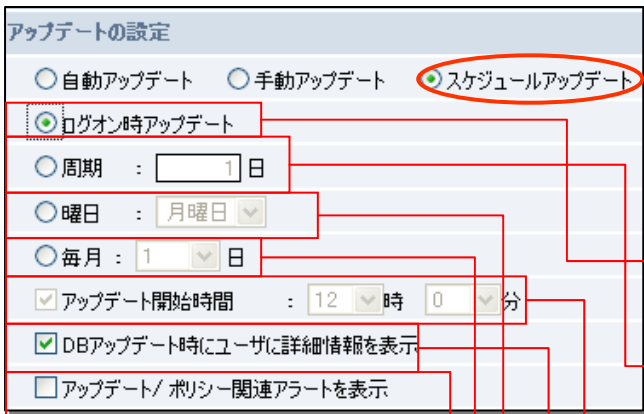 アップデートの設定
自動アップデート 手動アップデート スケジュールアップデート
ログオン時アップデート
周期 : 1 日
曜日 : 月曜日
毎月 : 1 日
アップデート開始時間 : 12 時 0 分
DBアップデート時にユーザに詳細情報を表示
アップデート/ ポリシー関連アラートを表示